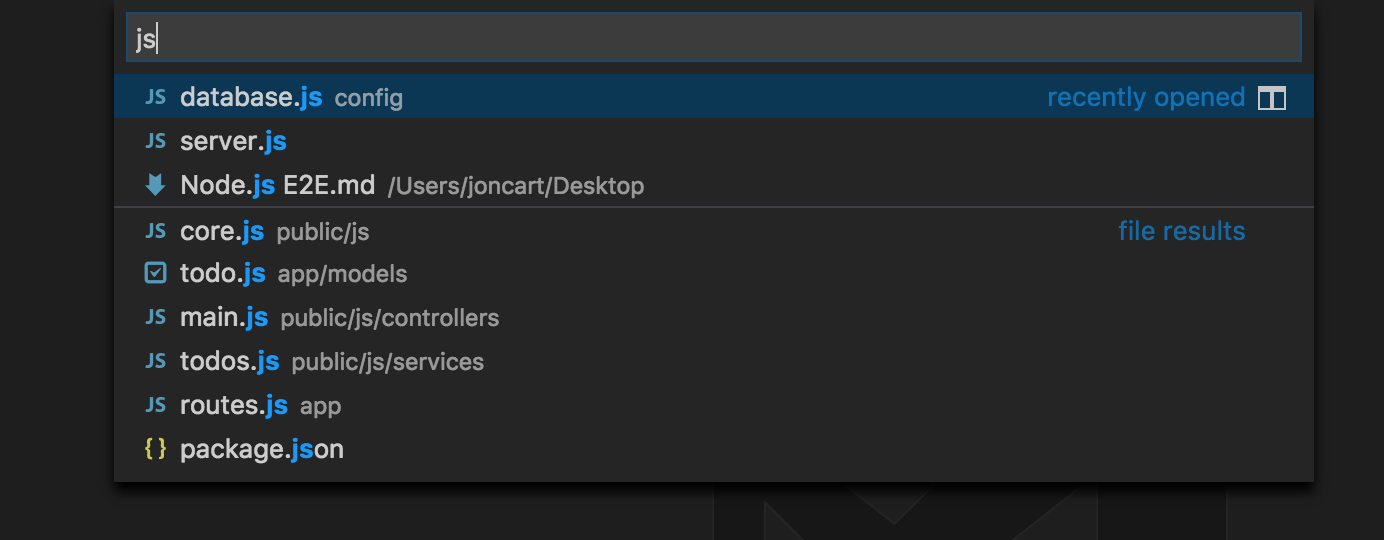 js
JS database.js config recently opened
JS server.js
Node.js E2E.md /Users/joncart/Desktop
JS core.js public/js file results
todo.js app/models
JS main.js public/js/controllers
JS todos.js public/js/services
JS routes.js app
{ } package.json